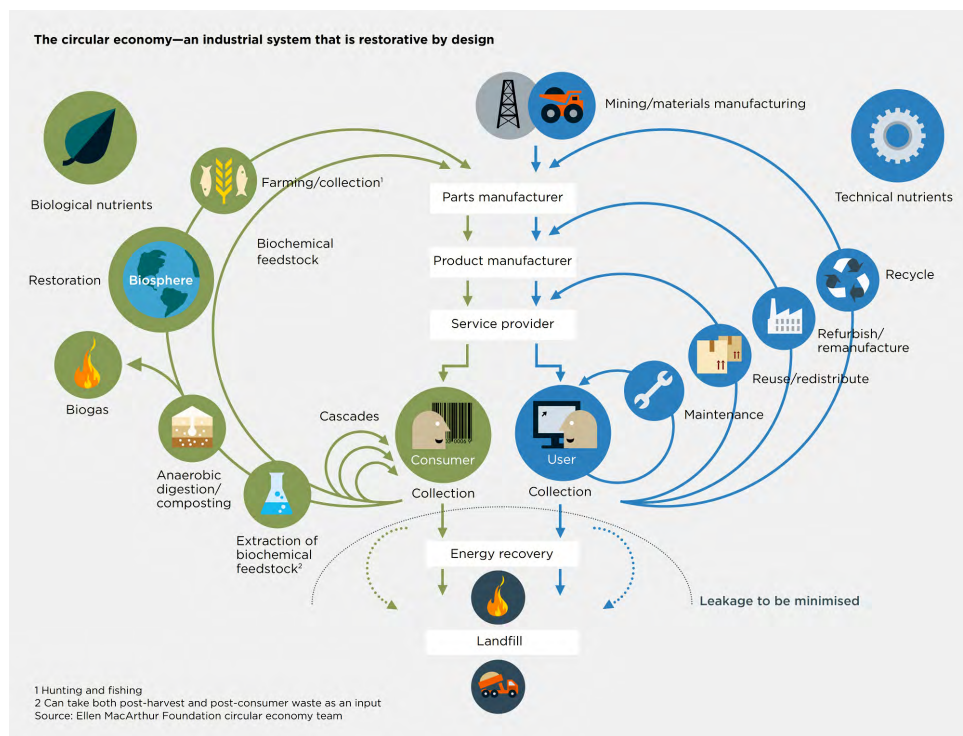 The circular economy—an industrial system that is restorative by design
Mining/materials manufacturing
Biological nutrients
Technical nutrients
Farming/collection¹
Parts manufacturer
Biochemical
feedstock
Product manufacturer
Restoration
Biosphere
Recycle
Service provider
Refurbish/
remanufacture
Reuse/redistribute
Biogas
Maintenance
Cascades
Consumer
User
Anaerobic
digestion/
composting
Collection
Collection
Extraction of
biochemical
feedstock²
Energy recovery
Leakage to be minimised
Landfill
1 Hunting and fishing
2 Can take both post-harvest and post-consumer waste as an input
Source: Ellen MacArthur Foundation circular economy team